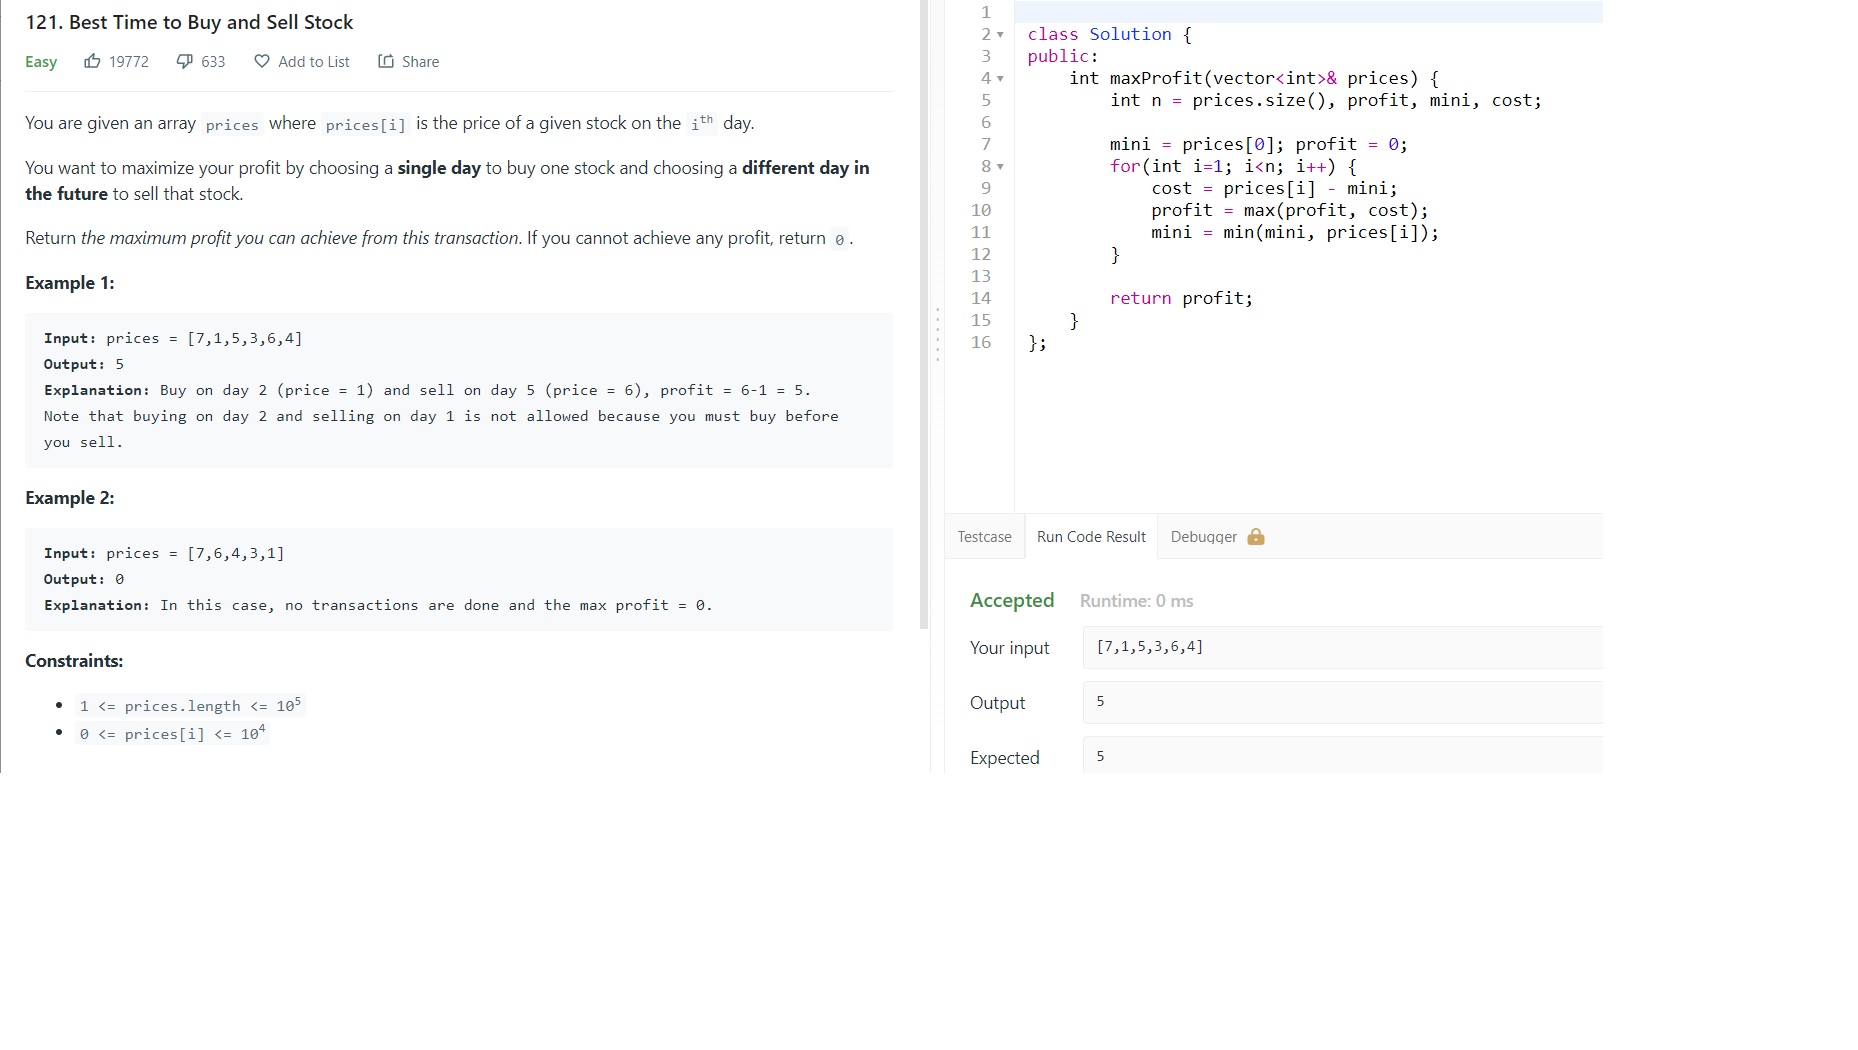 121. Best Time to Buy and Sell Stock
Easy 19772 633 Add to List Share
You are given an array prices where prices[i] is the price of a given stock on the ith day.
You want to maximize your profit by choosing a single day to buy one stock and choosing a different day in
the future to sell that stock.
Return the maximum profit you can achieve from this transaction. If you cannot achieve any profit, return 0 .
Example 1:
Input: prices = [7,1,5,3,6,4]
Output: 5
Explanation: Buy on day 2 (price = 1) and sell on day 5 (price = 6), profit = 6-1 = 5.
Note that buying on day 2 and selling on day 1 is not allowed because you must buy before
you sell.
Example 2:
Input: prices = [7,6,4,3,1]
Output: 0
Explanation: In this case, no transactions are done and the max profit = 0.
Constraints:
• 1 <= prices.length <= 10⁵
• 0 <= prices[i] <= 10⁴
1
2 class Solution {
3 public:
4 int maxProfit(vector<int>& prices) {
5 int n = prices.size(), profit, mini, cost;
6
7 mini = prices[0]; profit = 0;
8 for(int i=1; i<n; i++) {
9 cost = prices[i] - mini;
10 profit = max(profit, cost);
11 mini = min(mini, prices[i]);
12 }
13
14 return profit;
15 }
16 };
Testcase Run Code Result Debugger
Accepted Runtime: 0 ms
Your input [7,1,5,3,6,4]
Output 5
Expected 5